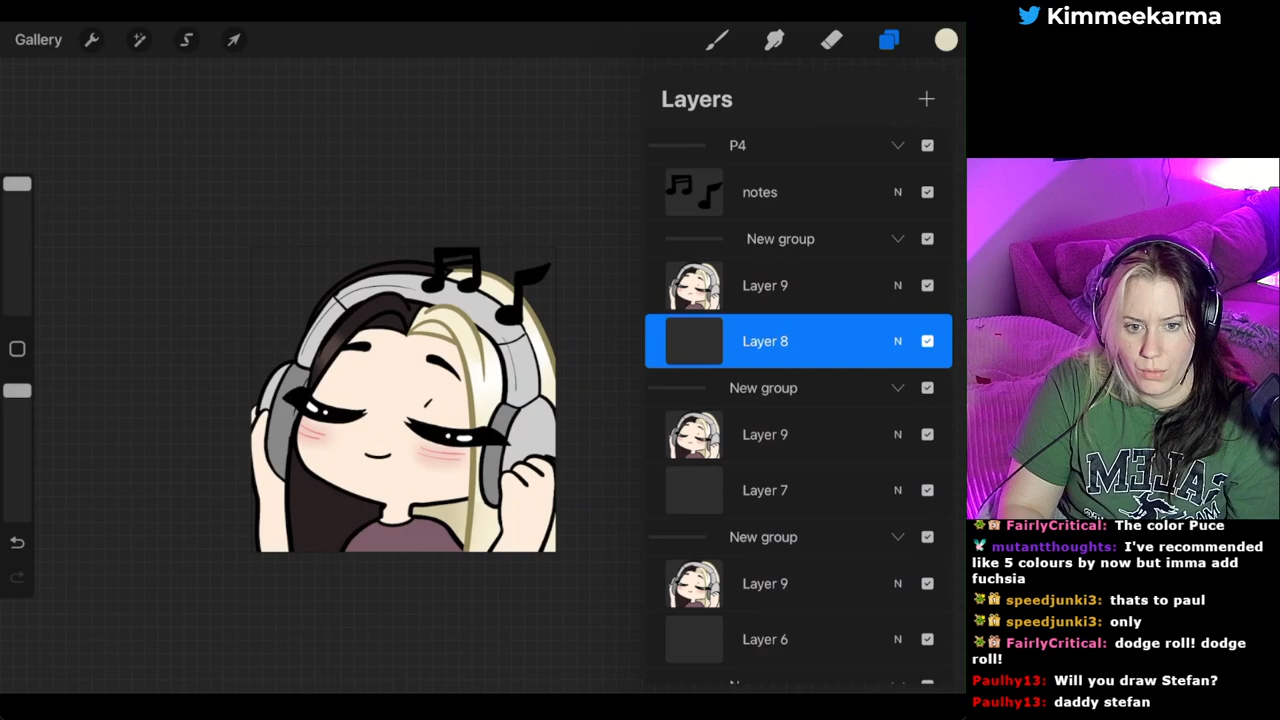 Kimmeekarma
Gallery
Layers
P4
notes N
New group
Layer 9 N
Layer 8 N
New group
Layer 9 N
Layer 7 N
New group
Layer 9 N
Layer 6 N
SALEM
FairlyCritical: The color Puce
mutantthoughts: I've recommended
like 5 colours by now but imma add
fuchsia
speedjunki3: thats to paul
speedjunki3: only
FairlyCritical: dodge roll! dodge
roll!
Paulhy13: Will you draw Stefan?
Paulhy13: daddy stefan